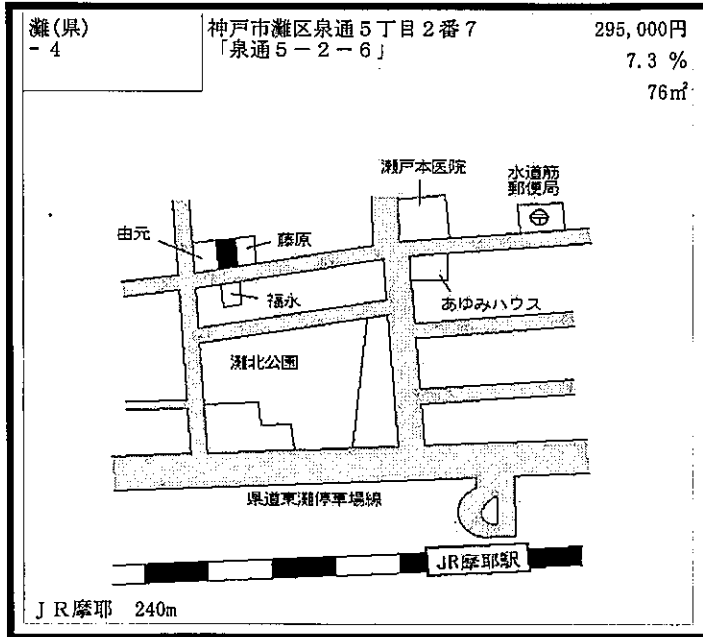 灘(県)
- 4
神戸市灘区泉通５丁目２番７
「泉通５－２－６」
295,000円
7.3 %
76㎡
瀬戸本医院
水道筋
郵便局
由元
藤原
福永
あゆみハウス
灘北公園
県道東灘停車場線
JR摩耶駅
ＪＲ摩耶 240m